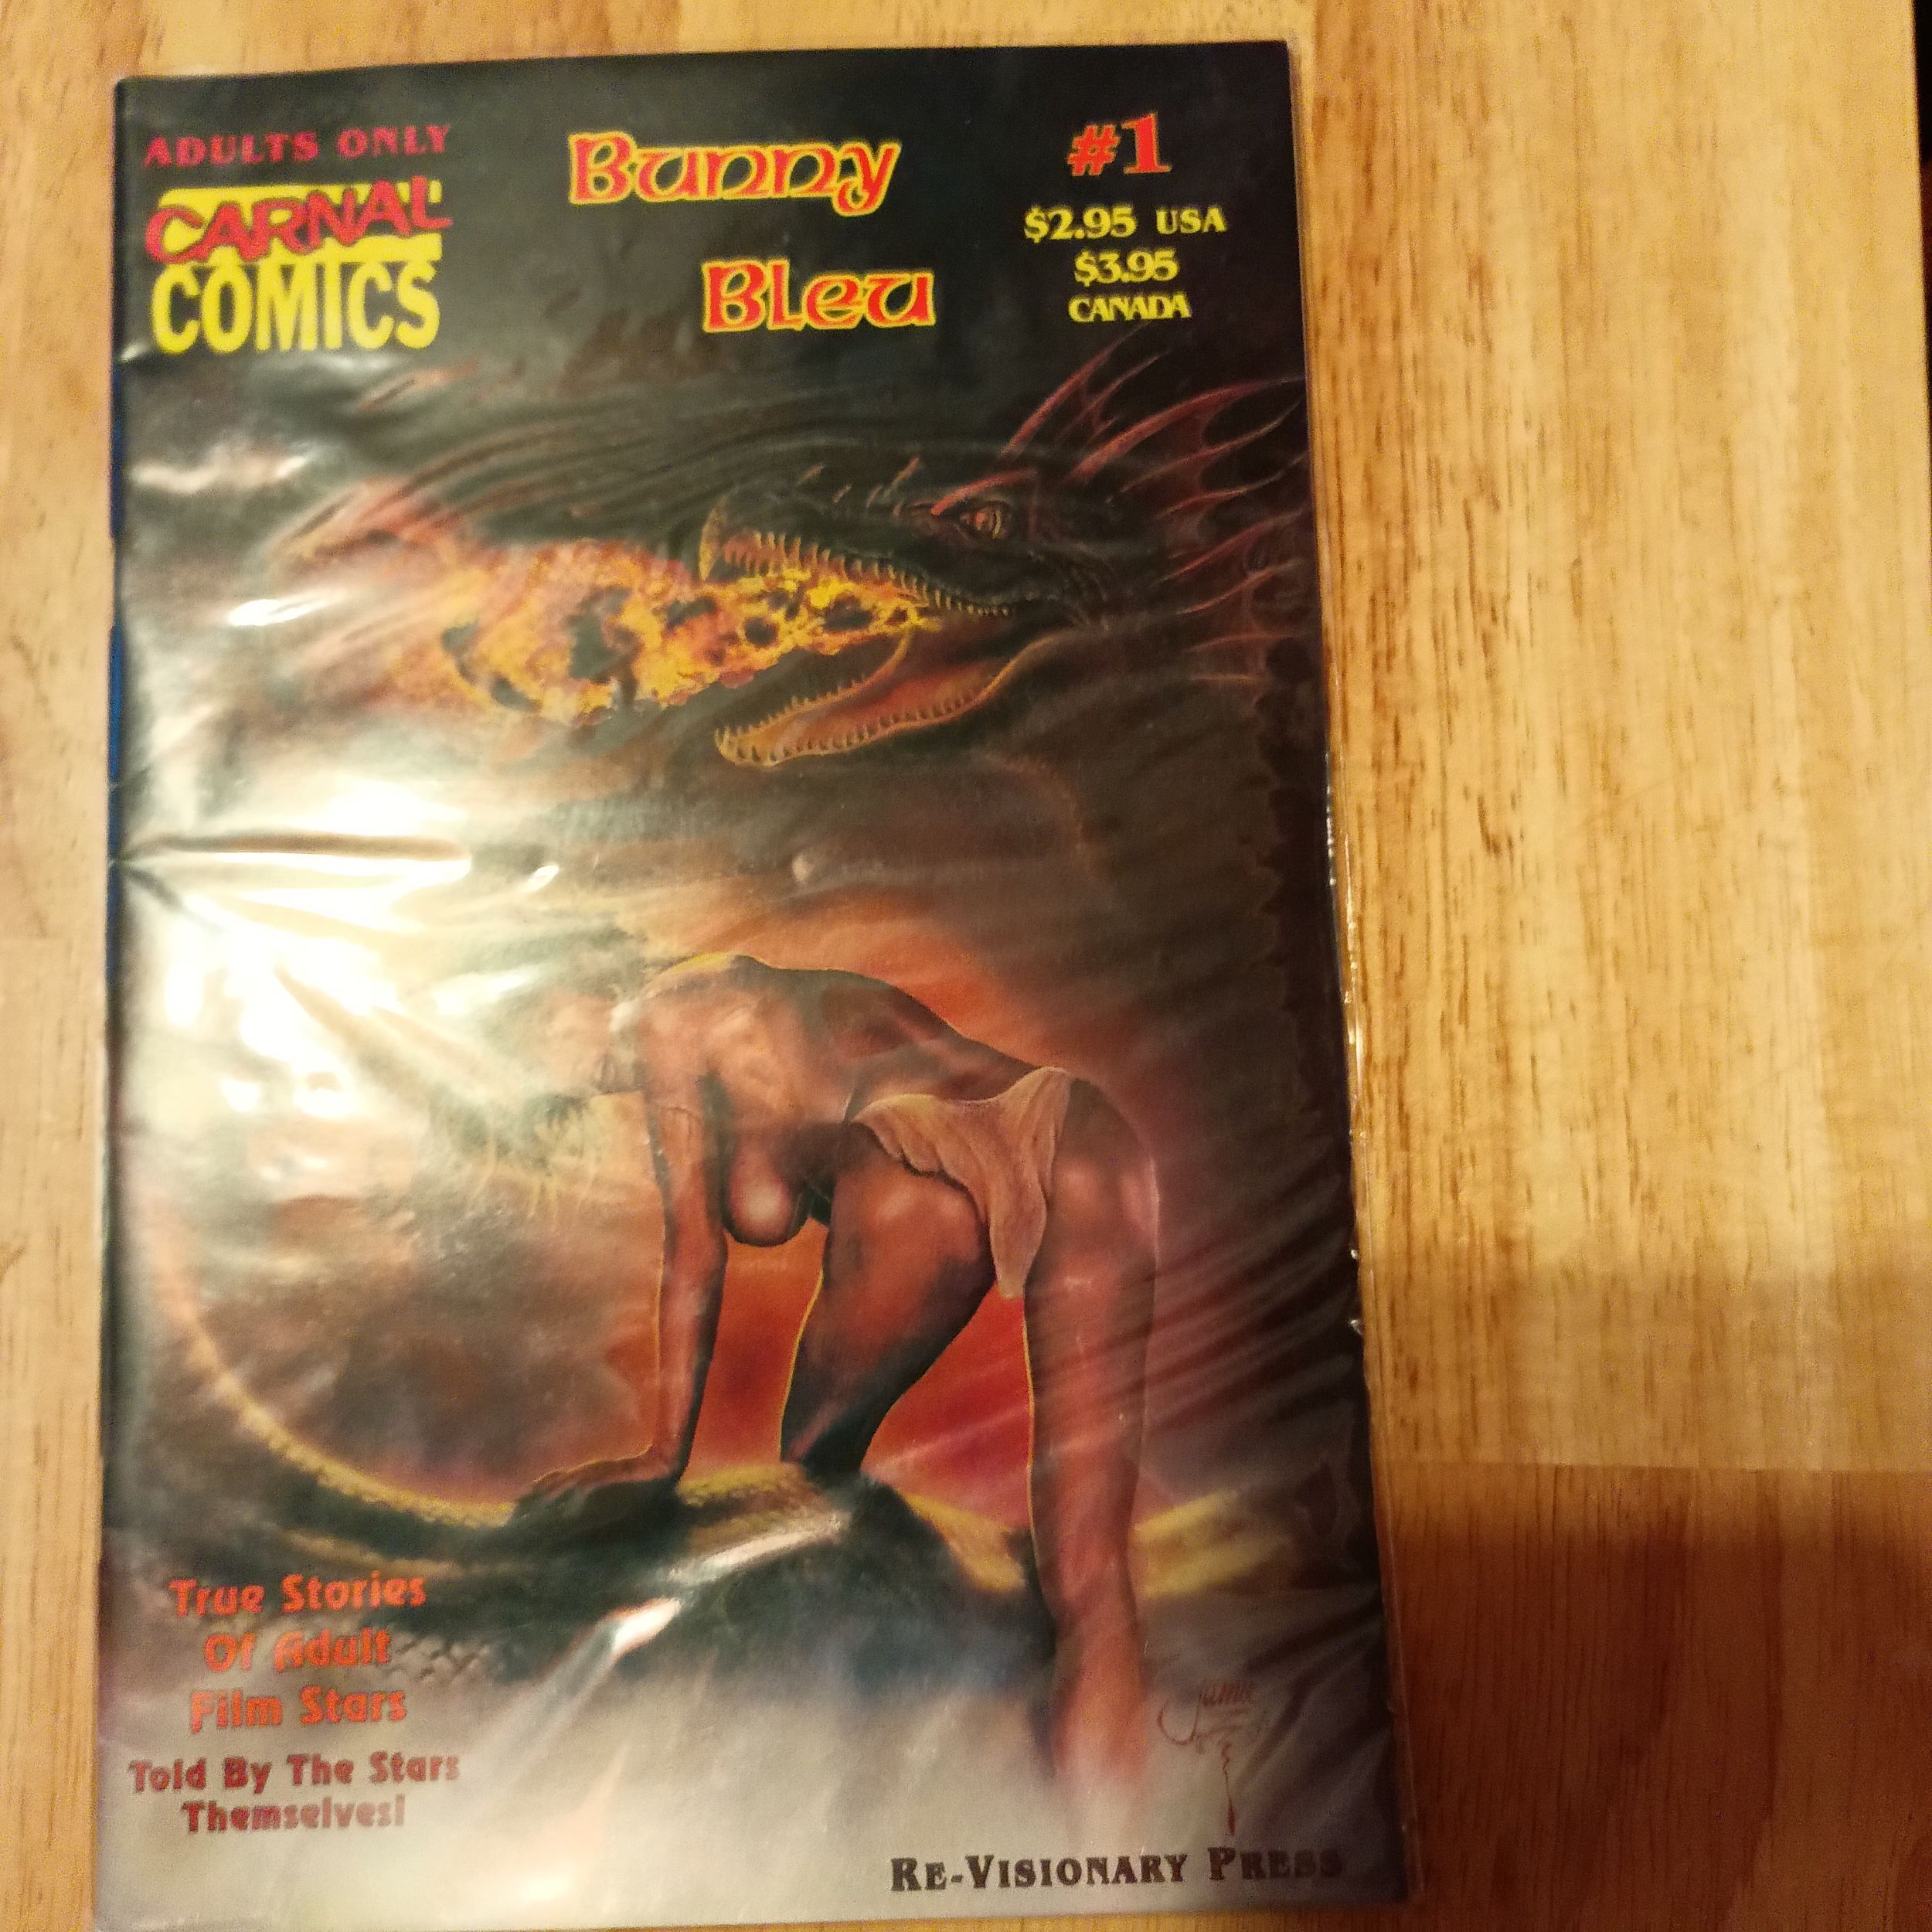 ADULTS ONLY
CARNAL
COMICS
Bunny
Bleu
#1
$2.95 USA
$3.95
CANADA
True Stories
Of Adult
Film Stars
Told By The Stars
Themselves!
Jamie
RE-VISIONARY PRESS